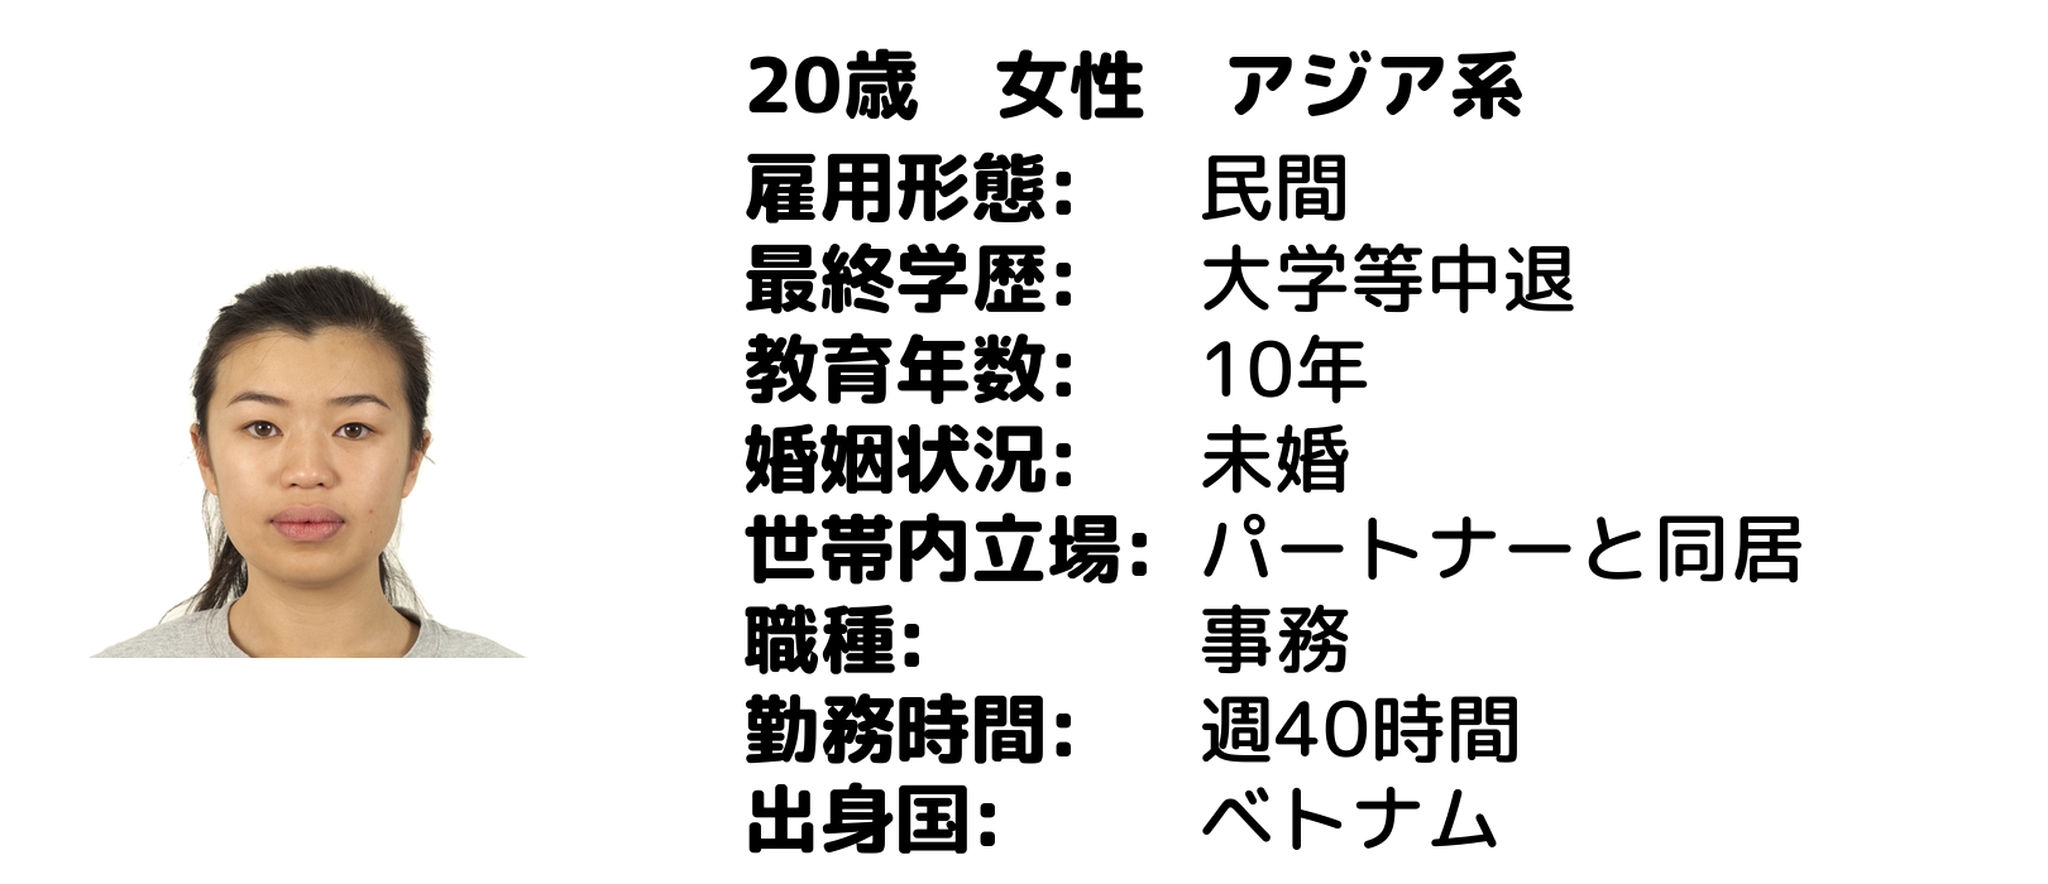 20歳　女性　アジア系
雇用形態:　民間
最終学歴:　大学等中退
教育年数:　10年
婚姻状況:　未婚
世帯内立場:　パートナーと同居
職種:　事務
勤務時間:　週40時間
出身国:　ベトナム